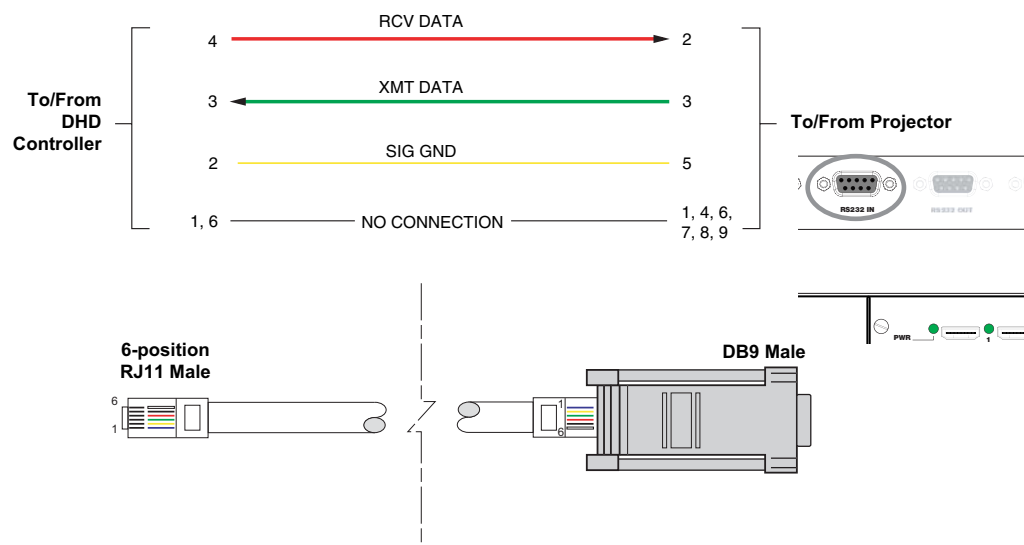 RCV DATA
4
2
XMT DATA
3
3
To/From
DHD
Controller
To/From Projector
SIG GND
2
5
1, 6
NO CONNECTION
1, 4, 6,
7, 8, 9
RS232 IN
RS232 OUT
PWR
1
6-position
RJ11 Male
DB9 Male
6
1
1
6